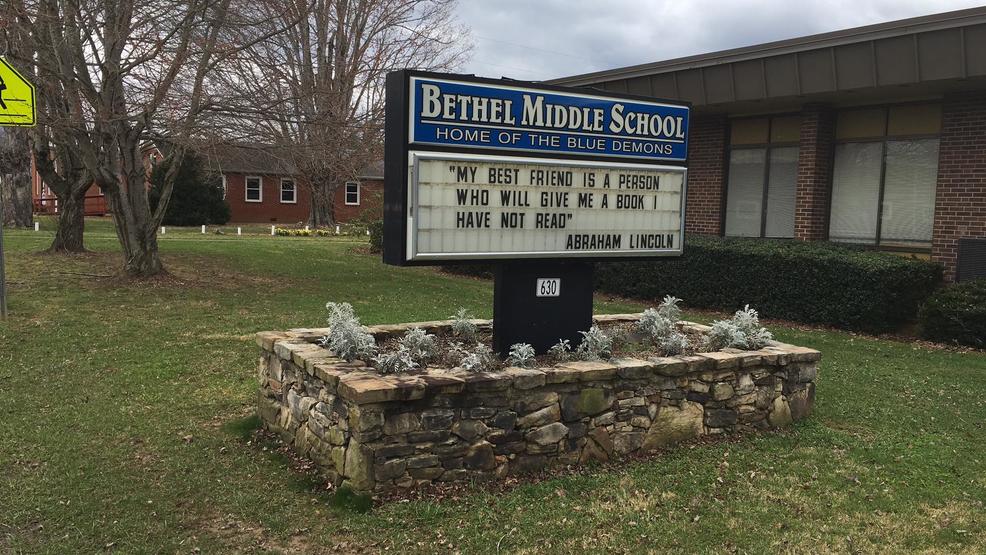 BETHEL MIDDLE SCHOOL
HOME OF THE BLUE DEMONS
"MY BEST FRIEND IS A PERSON
WHO WILL GIVE ME A BOOK I
HAVE NOT READ"
ABRAHAM LINCOLN
630